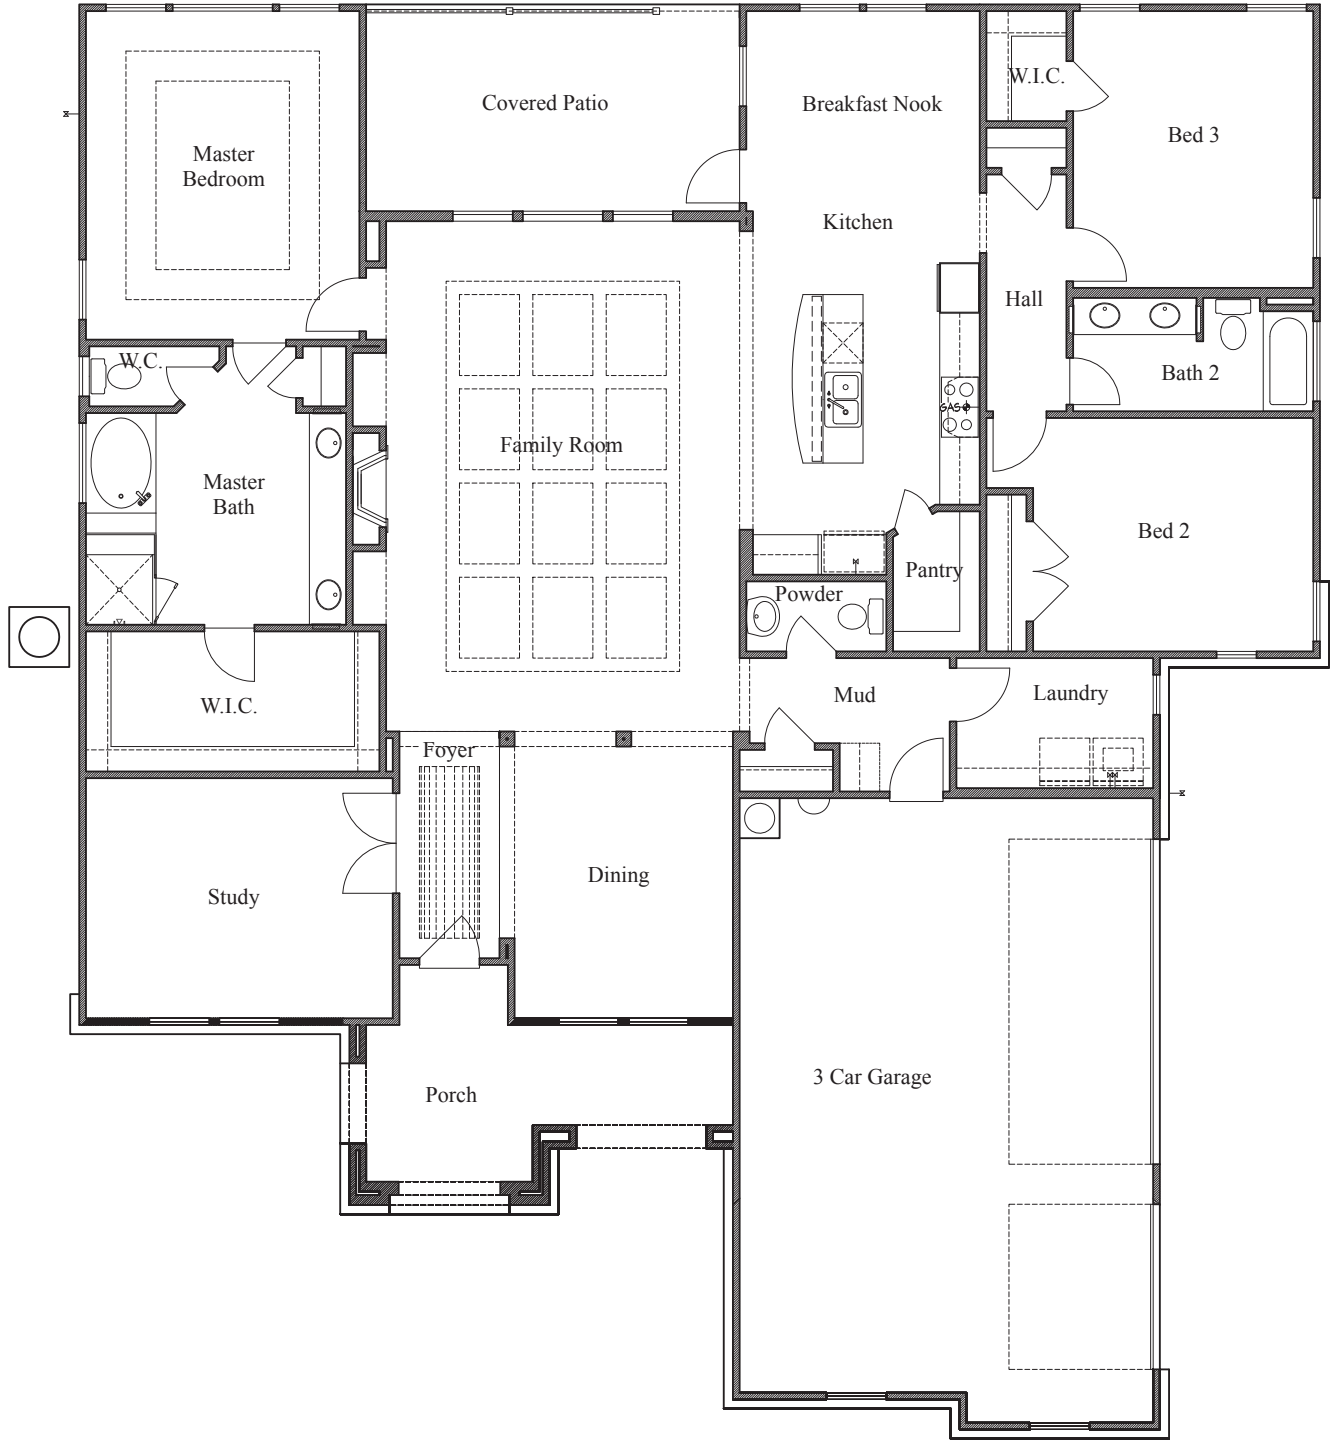 W.I.C.
Covered Patio
Breakfast Nook
Bed 3
Master
Bedroom
Kitchen
Hall
W.C.
Bath 2
GAS
Family Room
Master
Bath
Bed 2
Pantry
Powder
Mud
Laundry
W.I.C.
Foyer
Dining
Study
3 Car Garage
Porch